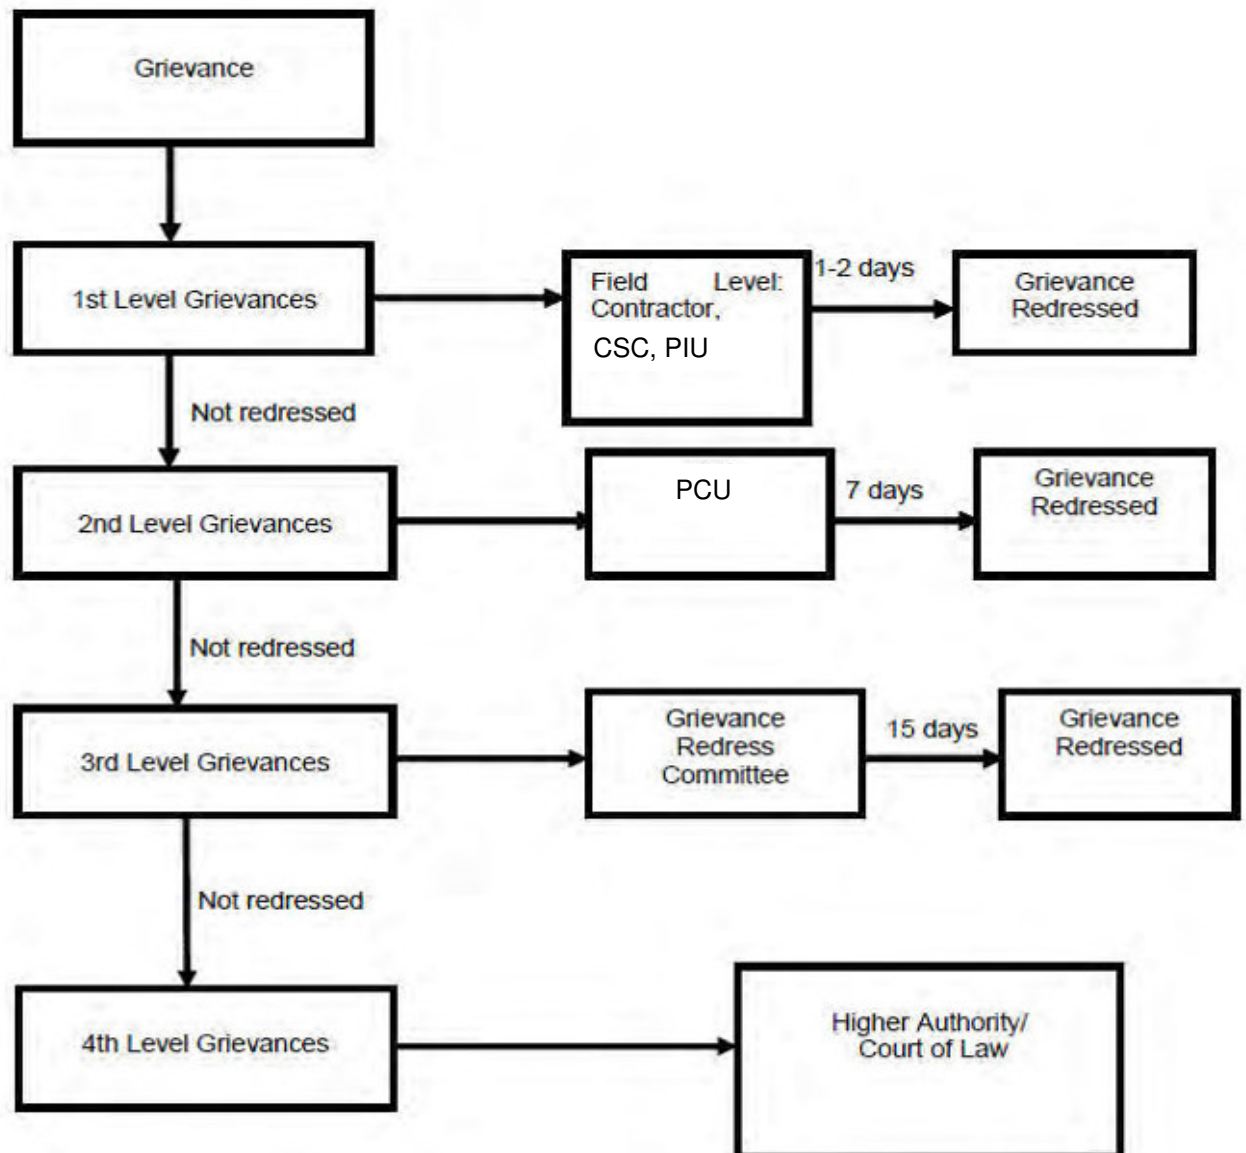 Grievance
1st Level Grievances
Field Level:
Contractor,
CSC, PIU
1-2 days
Grievance
Redressed
Not redressed
2nd Level Grievances
PCU
7 days
Grievance
Redressed
Not redressed
3rd Level Grievances
Grievance
Redress
Committee
15 days
Grievance
Redressed
Not redressed
4th Level Grievances
Higher Authority/
Court of Law